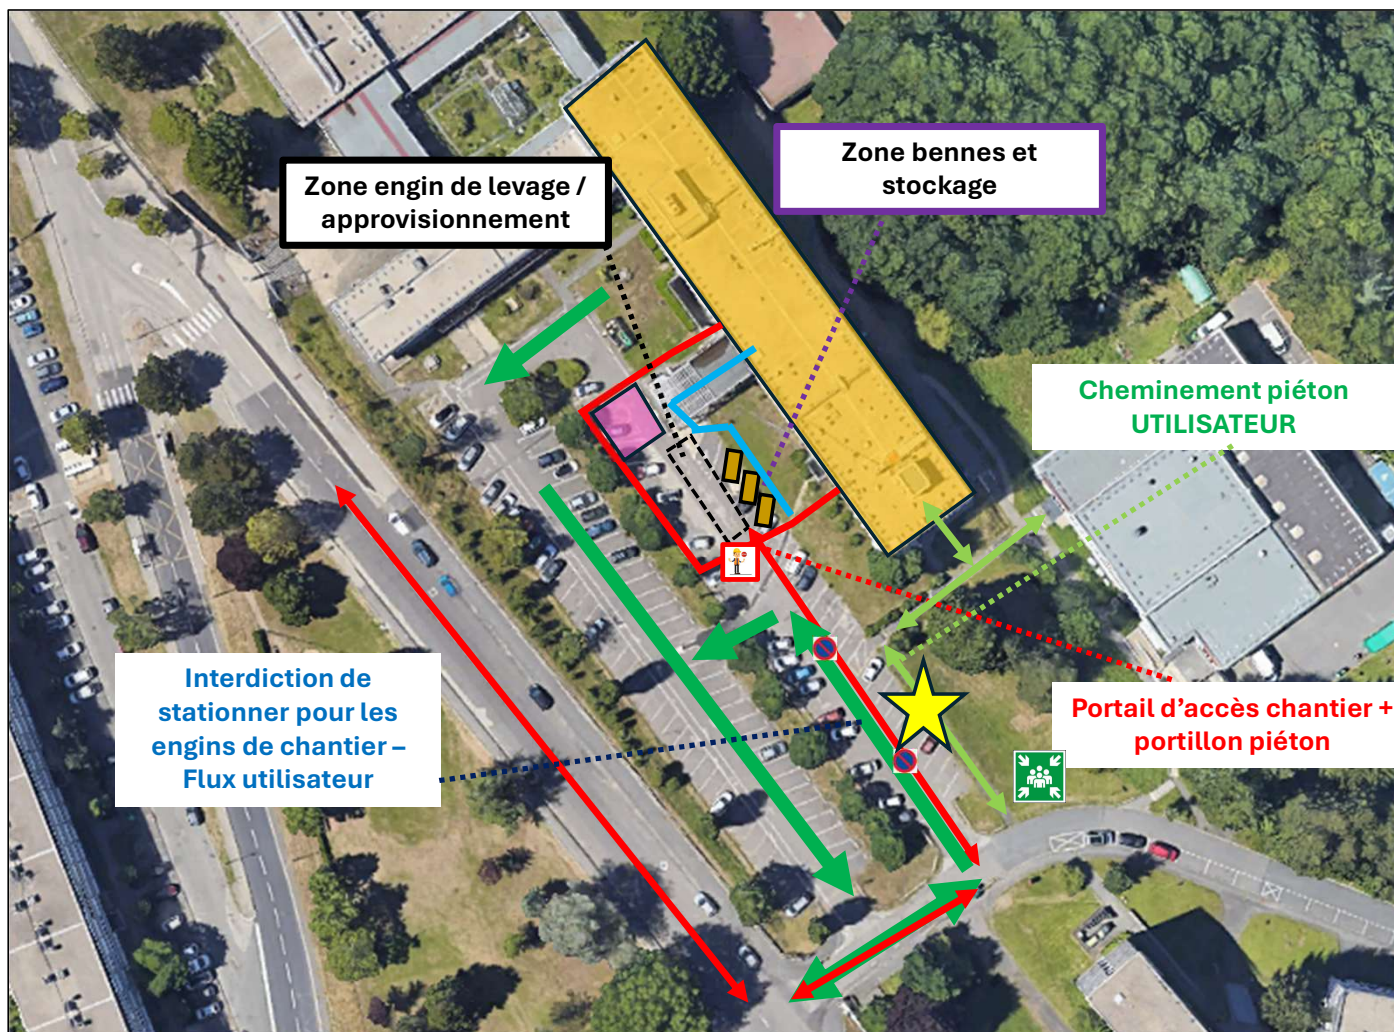 Zone engin de levage /
approvisionnement
Zone bennes et
stockage
Cheminement piéton
UTILISATEUR
Interdiction de
stationner pour les
engins de chantier –
Flux utilisateur
Portail d’accès chantier +
portillon piéton